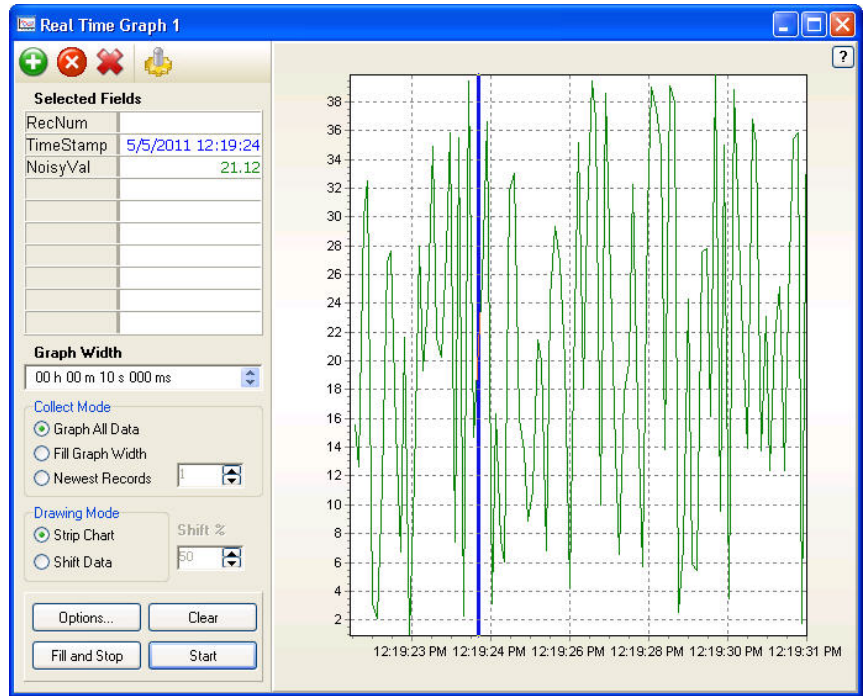 Real Time Graph 1
?
Selected Fields
RecNum
TimeStamp 5/5/2011 12:19:24
NoisyVal 21.12
Graph Width
00 h 00 m 10 s 000 ms
Collect Mode
Graph All Data
Fill Graph Width
Newest Records 1
Drawing Mode
Strip Chart
Shift Data
Shift %
50
Options... Clear
Fill and Stop Start
38
36
34
32
30
28
26
24
22
20
18
16
14
12
10
8
6
4
2
12:19:23 PM 12:19:24 PM 12:19:26 PM 12:19:28 PM 12:19:30 PM 12:19:31 PM